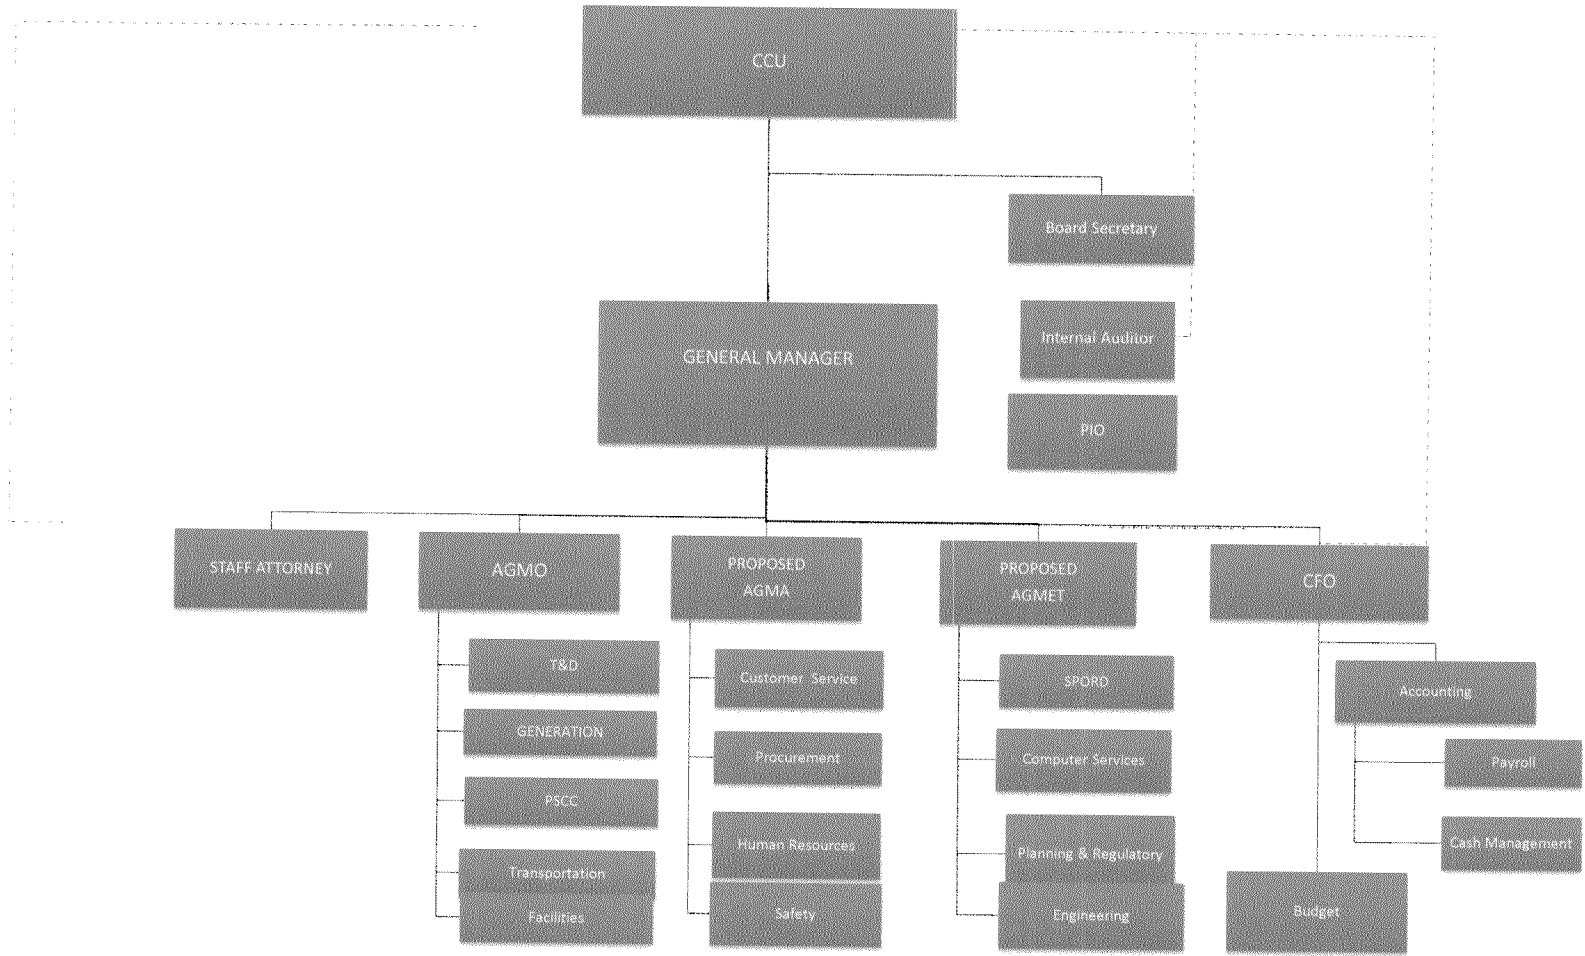 CCU
Board Secretary
Internal Auditor
GENERAL MANAGER
PIO
STAFF ATTORNEY
AGMO
PROPOSED
AGMA
PROPOSED
AGMET
CFO
T&D
GENERATION
PSCC
Transportation
Facilities
Customer Service
Procurement
Human Resources
Safety
SPORD
Computer Services
Planning & Regulatory
Engineering
Accounting
Payroll
Cash Management
Budget